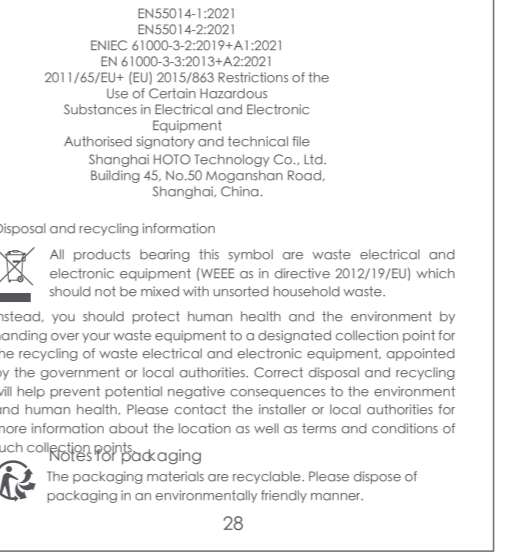 EN55014-1:2021
EN55014-2:2021
ENIEC 61000-3-2:2019+A1:2021
EN 61000-3-3:2013+A2:2021
2011/65/EU+ (EU) 2015/863 Restrictions of the
Use of Certain Hazardous
Substances in Electrical and Electronic
Equipment
Authorised signatory and technical file
Shanghai HOTO Technology Co., Ltd.
Building 45, No.50 Moganshan Road,
Shanghai, China.
Disposal and recycling information
All products bearing this symbol are waste electrical and
electronic equipment (WEEE as in directive 2012/19/EU) which
should not be mixed with unsorted household waste.
nstead, you should protect human health and the environment by
handing over your waste equipment to a designated collection point for
the recycling of waste electrical and electronic equipment, appointed
by the government or local authorities. Correct disposal and recycling
will help prevent potential negative consequences to the environment
and human health. Please contact the installer or local authorities for
more information about the location as well as terms and conditions of
such collection points.
Notes for packaging
The packaging materials are recyclable. Please dispose of
packaging in an environmentally friendly manner.
28